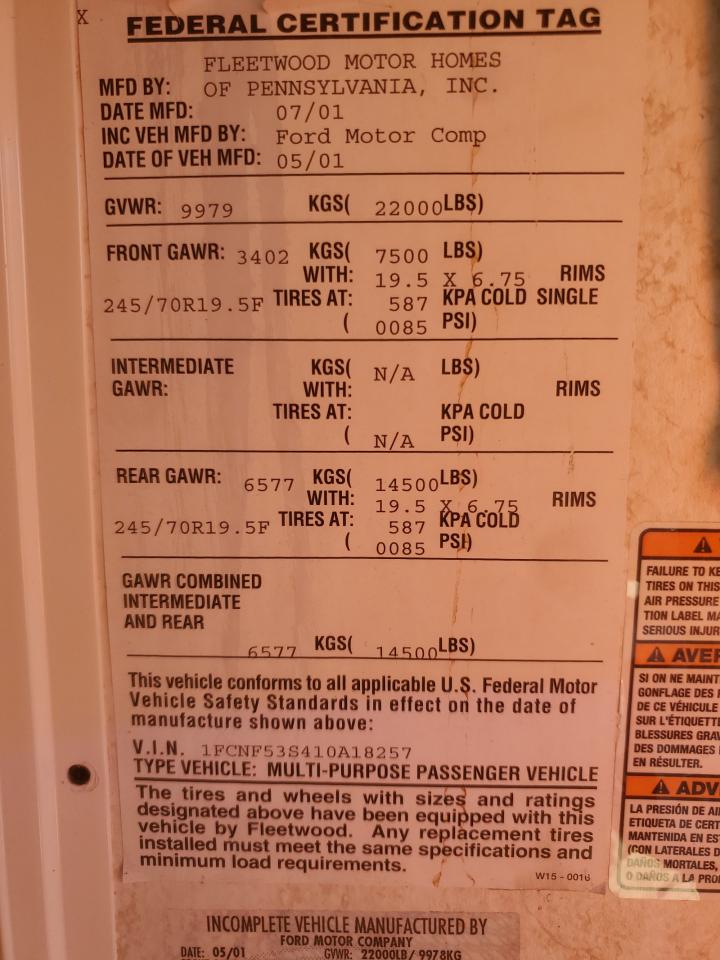 X
FEDERAL CERTIFICATION TAG
FLEETWOOD MOTOR HOMES
MFD BY: OF PENNSYLVANIA, INC.
DATE MFD: 07/01
INC VEH MFD BY: Ford Motor Comp
DATE OF VEH MFD: 05/01
GVWR: 9979 KGS( 22000 LBS)
FRONT GAWR: 3402 KGS( 7500 LBS)
WITH: 19.5 X 6.75 RIMS
245/70R19.5F TIRES AT: 587 KPA COLD SINGLE
( 0085 PSI)
INTERMEDIATE KGS( N/A LBS)
GAWR: WITH: RIMS
TIRES AT: KPA COLD
( N/A PSI)
REAR GAWR: 6577 KGS( 14500 LBS)
WITH: 19.5 X 6.75 RIMS
245/70R19.5F TIRES AT: 587 KPA COLD
( 0085 PSI)
GAWR COMBINED
INTERMEDIATE
AND REAR
6577 KGS( 14500 LBS)
This vehicle conforms to all applicable U.S. Federal Motor
Vehicle Safety Standards in effect on the date of
manufacture shown above:
V.I.N. 1FCNF53S410A18257
TYPE VEHICLE: MULTI-PURPOSE PASSENGER VEHICLE
The tires and wheels with sizes and ratings
designated above have been equipped with this
vehicle by Fleetwood. Any replacement tires
installed must meet the same specifications and
minimum load requirements.
W15 - 0016
INCOMPLETE VEHICLE MANUFACTURED BY
FORD MOTOR COMPANY
DATE: 05/01 GVWR: 22000LB/ 9978KG
FAILURE TO KE
TIRES ON THIS
AIR PRESSURE
TION LABEL MA
SERIOUS INJUR
AVER
SI ON NE MAINT
GONFLAGE DES
DE CE VÉHICULE
SUR L'ÉTIQUETT
BLESSURES GRAV
DES DOMMAGES
EN RÉSULTER.
ADV
LA PRESIÓN DE AI
ETIQUETA DE CERT
MANTENIDA EN ES
(CON LATERALES D
DAÑOS MORTALES,
O DAÑOS A LA PRO